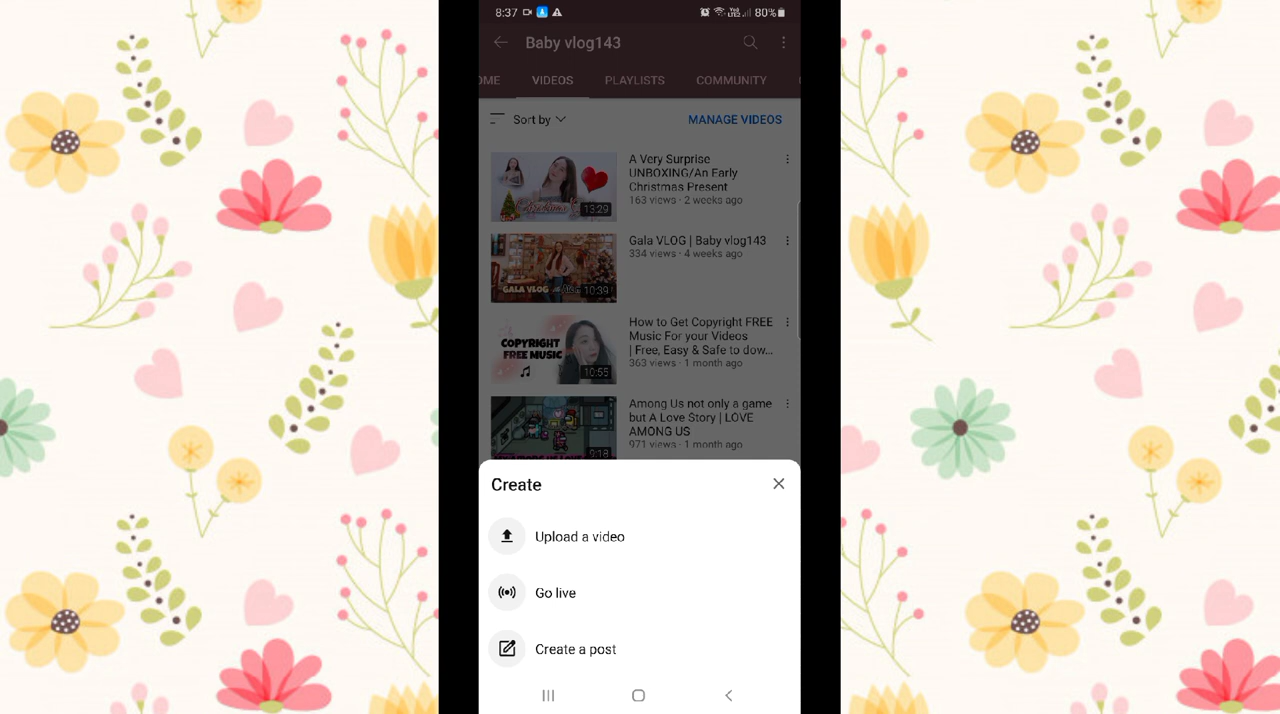 8:37
80%
Baby vlog143
OME VIDEOS PLAYLISTS COMMUNITY
Sort by
MANAGE VIDEOS
A Very Surprise
UNBOXING/An Early
Christmas Present
163 views · 2 weeks ago
13:29
Gala VLOG | Baby vlog143
334 views · 4 weeks ago
GALA VLOG
10:39
How to Get Copyright FREE
Music For your Videos
| Free, Easy & Safe to dow...
363 views · 1 month ago
COPYRIGHT
FREE MUSIC
10:55
Among Us not only a game
but A Love Story | LOVE
AMONG US
971 views · 1 month ago
9:18
Create
Upload a video
Go live
Create a post